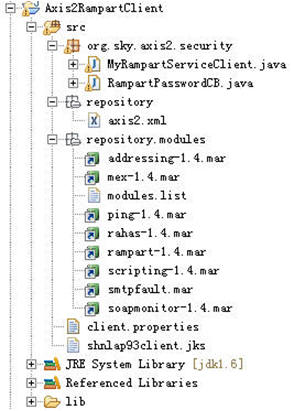 Axis2RampartClient
src
org.sky.axis2.security
MyRampartServiceClient.java
RampartPasswordCB.java
repository
axis2.xml
repository.modules
addressing-1.4.mar
mex-1.4.mar
modules.list
ping-1.4.mar
rahas-1.4.mar
rampart-1.4.mar
scripting-1.4.mar
smtpfault.mar
soapmonitor-1.4.mar
client.properties
shnlap93client.jks
JRE System Library [jdk1.6]
Referenced Libraries
lib